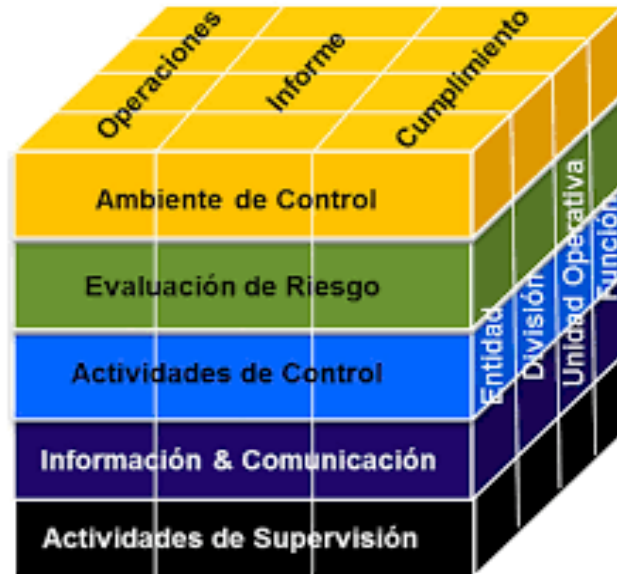 Operaciones
Informe
Cumplimiento
Ambiente de Control
Evaluación de Riesgo
Actividades de Control
Información & Comunicación
Actividades de Supervisión
Entidad
División
Unidad Operativa
Función